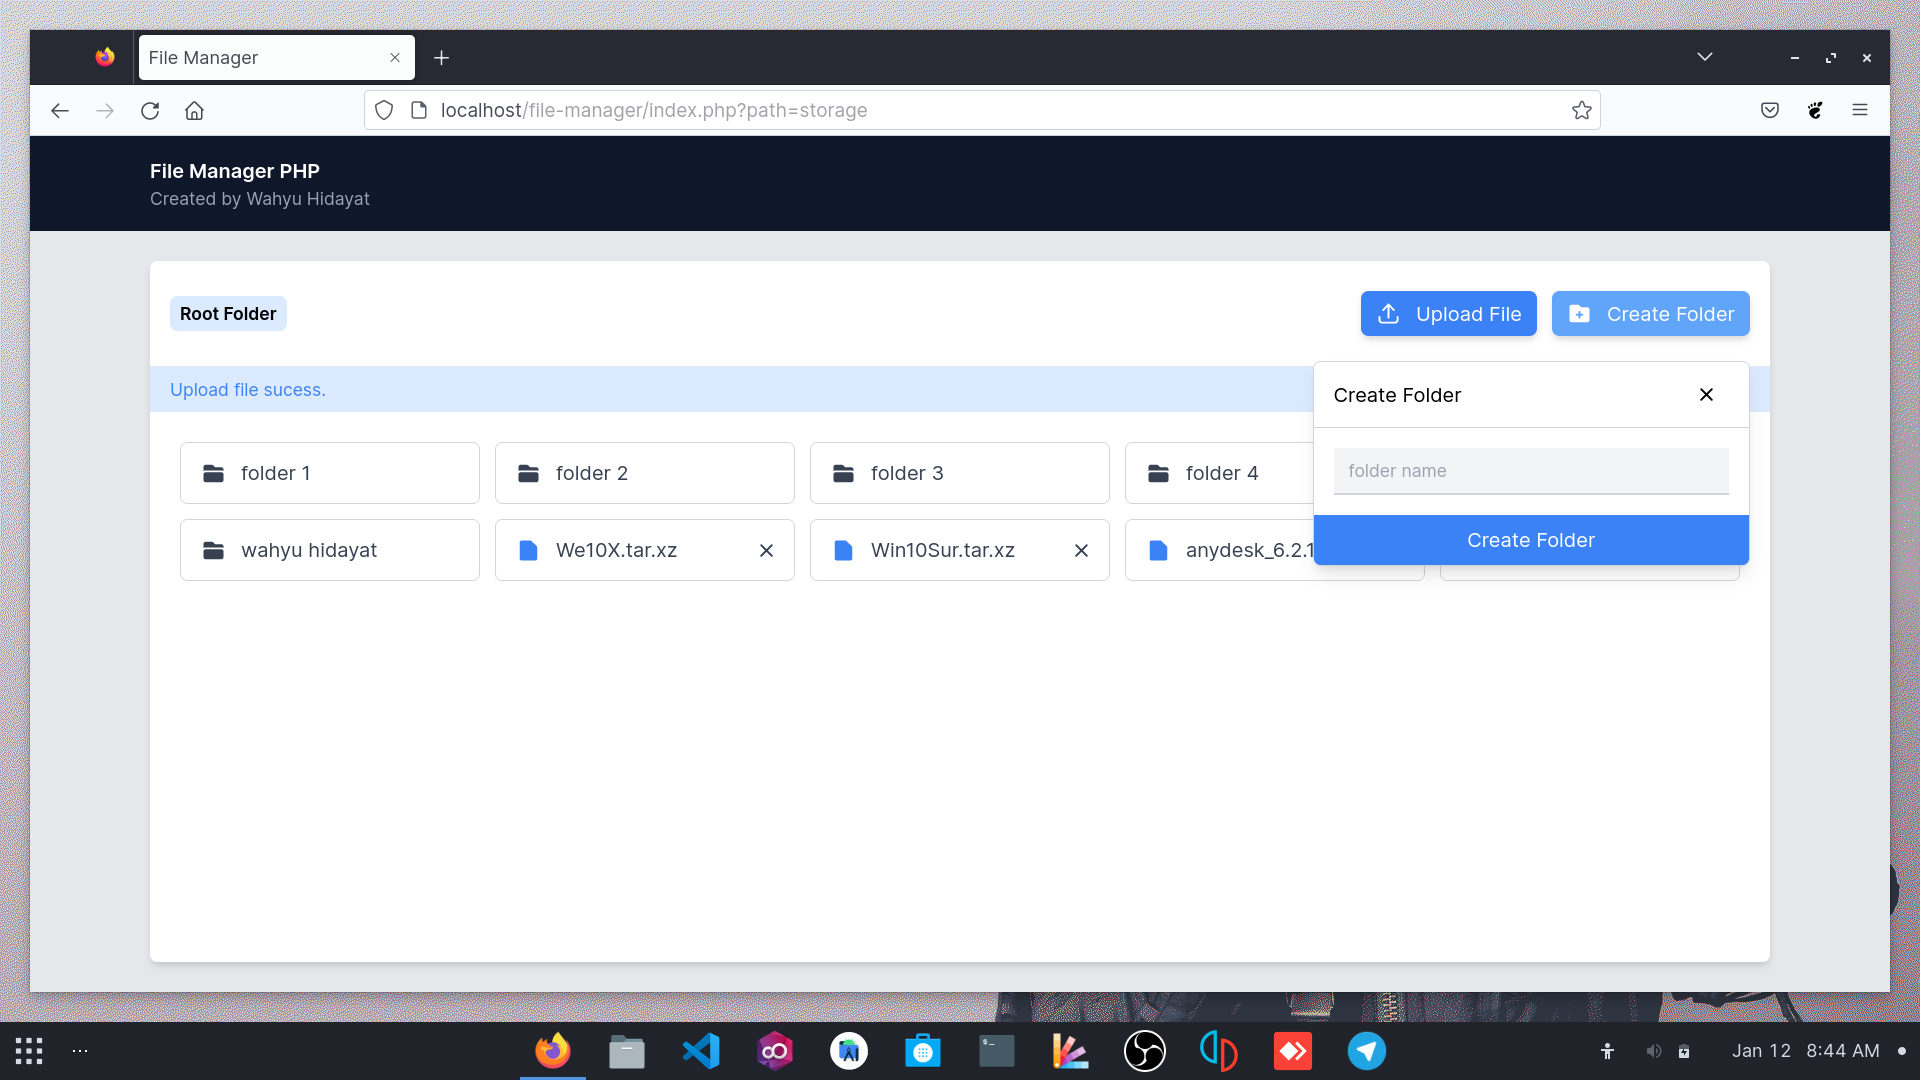 File Manager
localhost/file-manager/index.php?path=storage
File Manager PHP
Created by Wahyu Hidayat
Root Folder
Upload File
Create Folder
Upload file sucess.
Create Folder
folder name
Create Folder
folder 1
folder 2
folder 3
folder 4
wahyu hidayat
We10X.tar.xz
Win10Sur.tar.xz
anydesk_6.2.1
Jan 12 8:44 AM